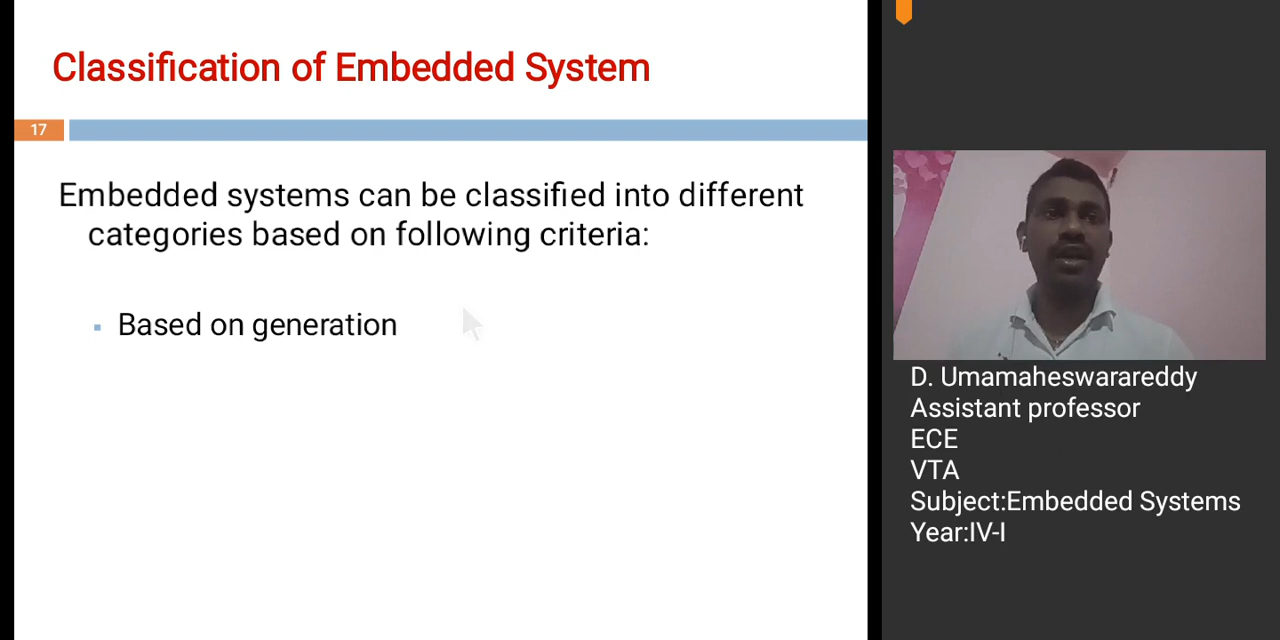 Classification of Embedded System
17
Embedded systems can be classified into different
categories based on following criteria:
▪ Based on generation
D. Umamaheswarareddy
Assistant professor
ECE
VTA
Subject:Embedded Systems
Year:IV-I